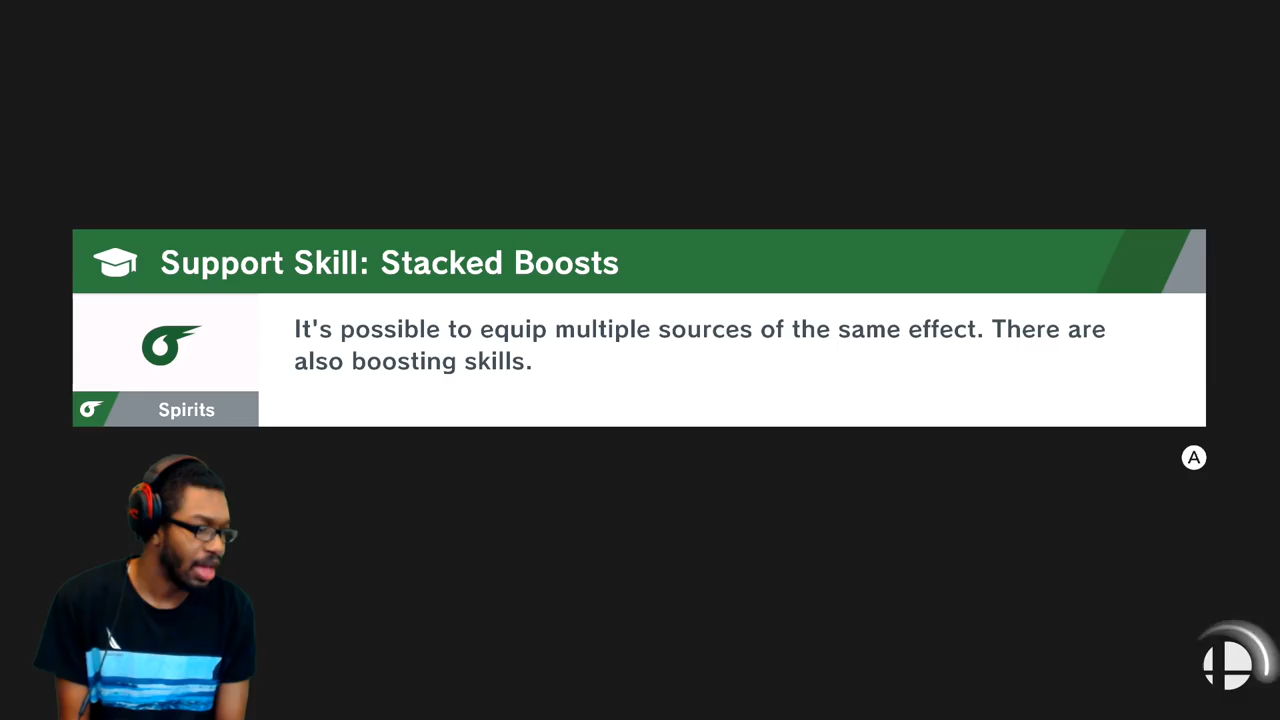 Support Skill: Stacked Boosts
It's possible to equip multiple sources of the same effect. There are
also boosting skills.
Spirits
A